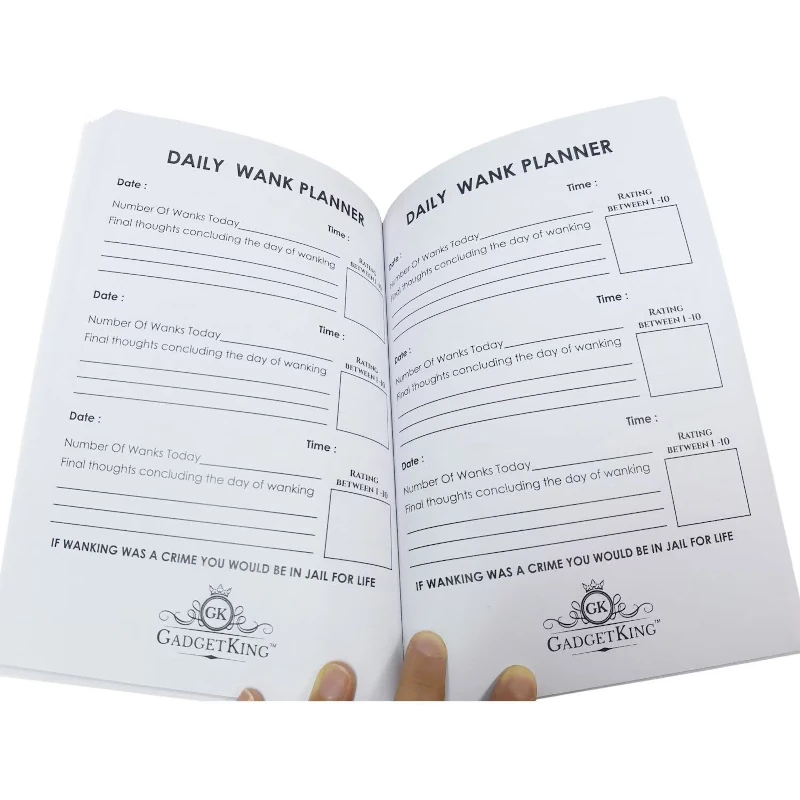 DAILY WANK PLANNER
Date :
Number Of Wanks Today
Time :
Final thoughts concluding the day of wanking
RATING
BETWEEN 1 -10
Date :
Number Of Wanks Today
Time :
Final thoughts concluding the day of wanking
RATING
BETWEEN 1 -10
Date :
Number Of Wanks Today
Time :
Final thoughts concluding the day of wanking
RATING
BETWEEN 1 -10
IF WANKING WAS A CRIME YOU WOULD BE IN JAIL FOR LIFE
GK
GADGETKING™
DAILY WANK PLANNER
Time :
Date :
Number Of Wanks Today
Final thoughts concluding the day of wanking
RATING
BETWEEN 1 -10
Time :
Date :
Number Of Wanks Today
Final thoughts concluding the day of wanking
RATING
BETWEEN 1 -10
Time :
Date :
Number Of Wanks Today
Final thoughts concluding the day of wanking
RATING
BETWEEN 1 -10
IF WANKING WAS A CRIME YOU WOULD BE IN JAIL FOR LIFE
GK
GADGETKING™